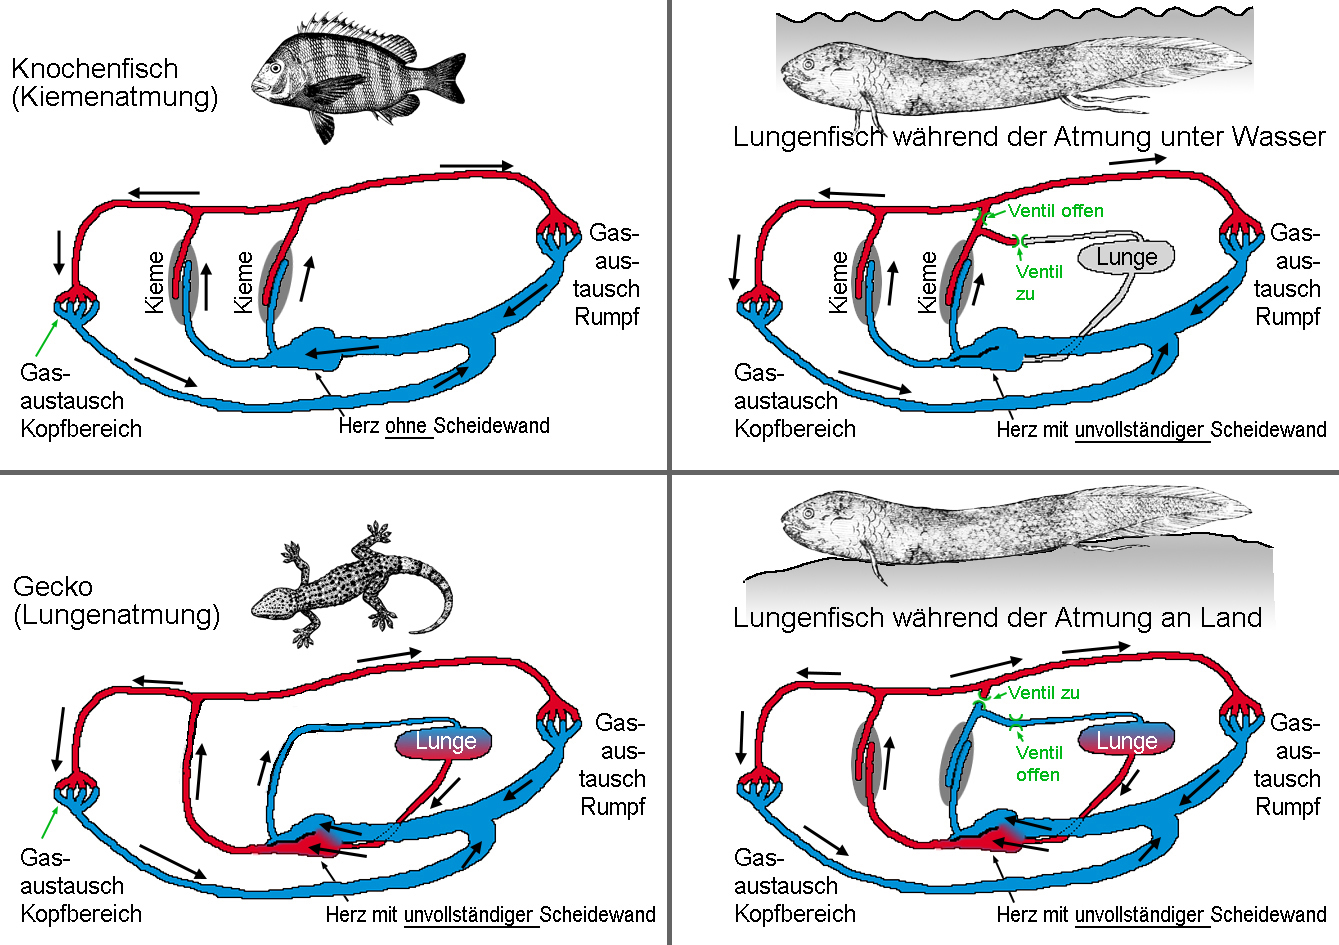 Knochenfisch
(Kiemenatmung)
Kieme
Kieme
Gas-
aus-
tausch
Rumpf
Gas-
austausch
Kopfbereich
Herz ohne Scheidewand
Lungenfisch während der Atmung unter Wasser
Ventil offen
Ventil
zu
Lunge
Kieme
Kieme
Gas-
aus-
tausch
Rumpf
Gas-
austausch
Kopfbereich
Herz mit unvollständiger Scheidewand
Gecko
(Lungenatmung)
Lunge
Gas-
aus-
tausch
Rumpf
Gas-
austausch
Kopfbereich
Herz mit unvollständiger Scheidewand
Lungenfisch während der Atmung an Land
Ventil zu
Ventil
offen
Lunge
Gas-
aus-
tausch
Rumpf
Gas-
austausch
Kopfbereich
Herz mit unvollständiger Scheidewand